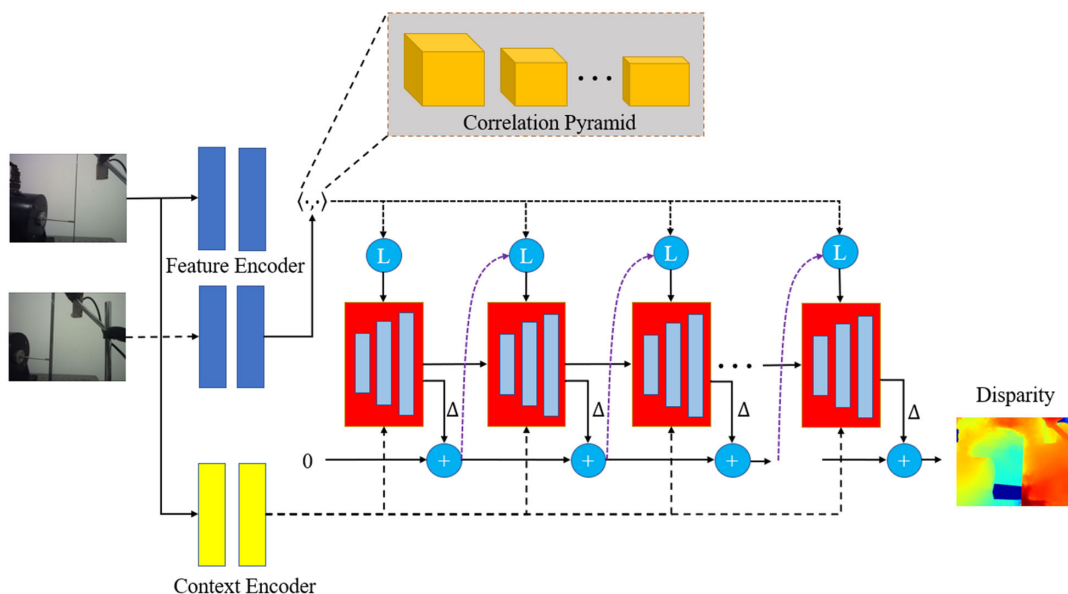 Correlation Pyramid
⟨.,.⟩
L L L L
Feature Encoder
Δ Δ Δ Δ
Disparity
0 + + + +
Context Encoder